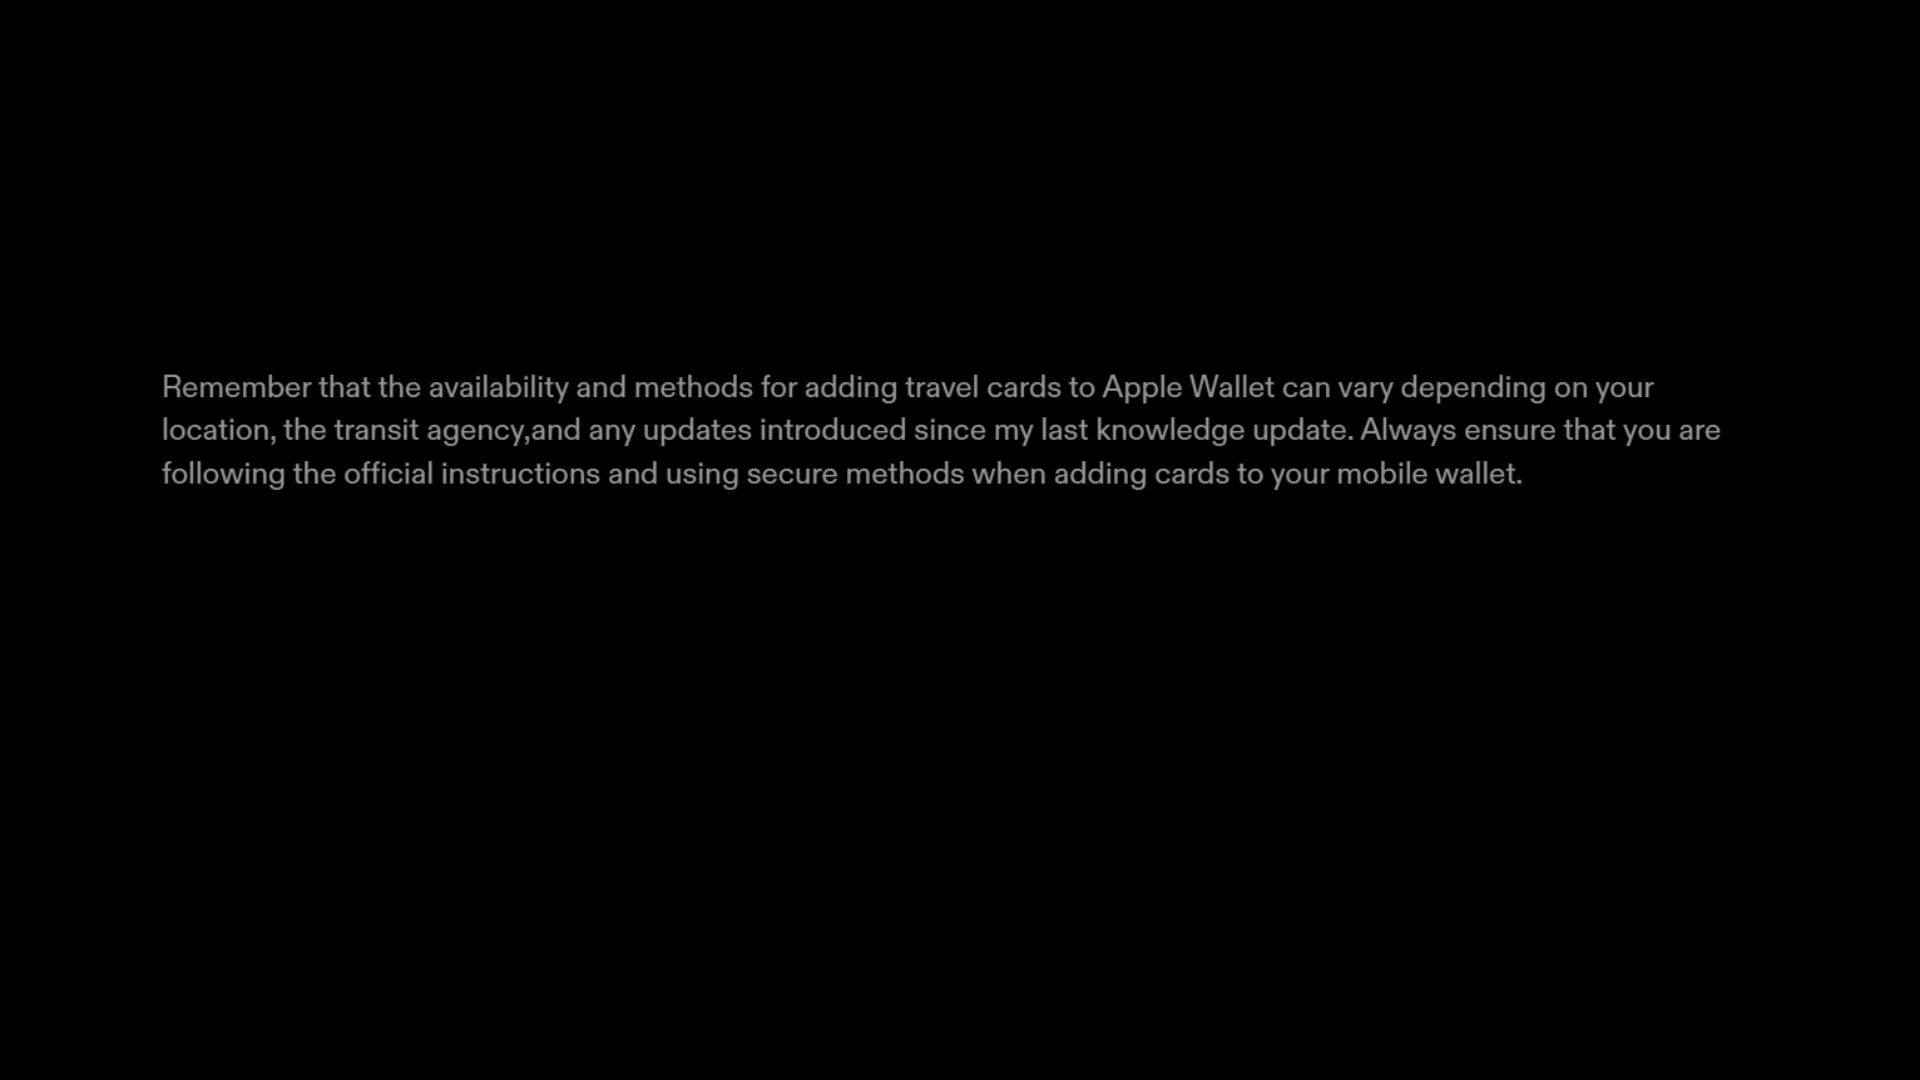 Remember that the availability and methods for adding travel cards to Apple Wallet can vary depending on your
location, the transit agency,and any updates introduced since my last knowledge update. Always ensure that you are
following the official instructions and using secure methods when adding cards to your mobile wallet.